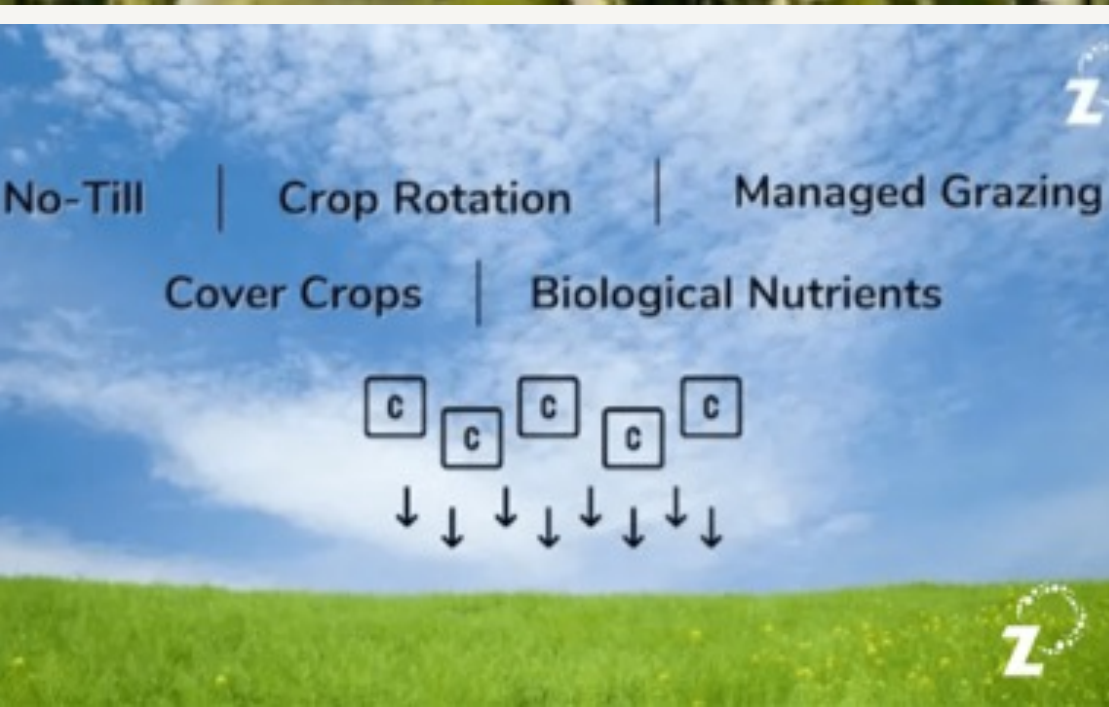 Z
No-Till | Crop Rotation | Managed Grazing
Cover Crops | Biological Nutrients
C C C C C
Z